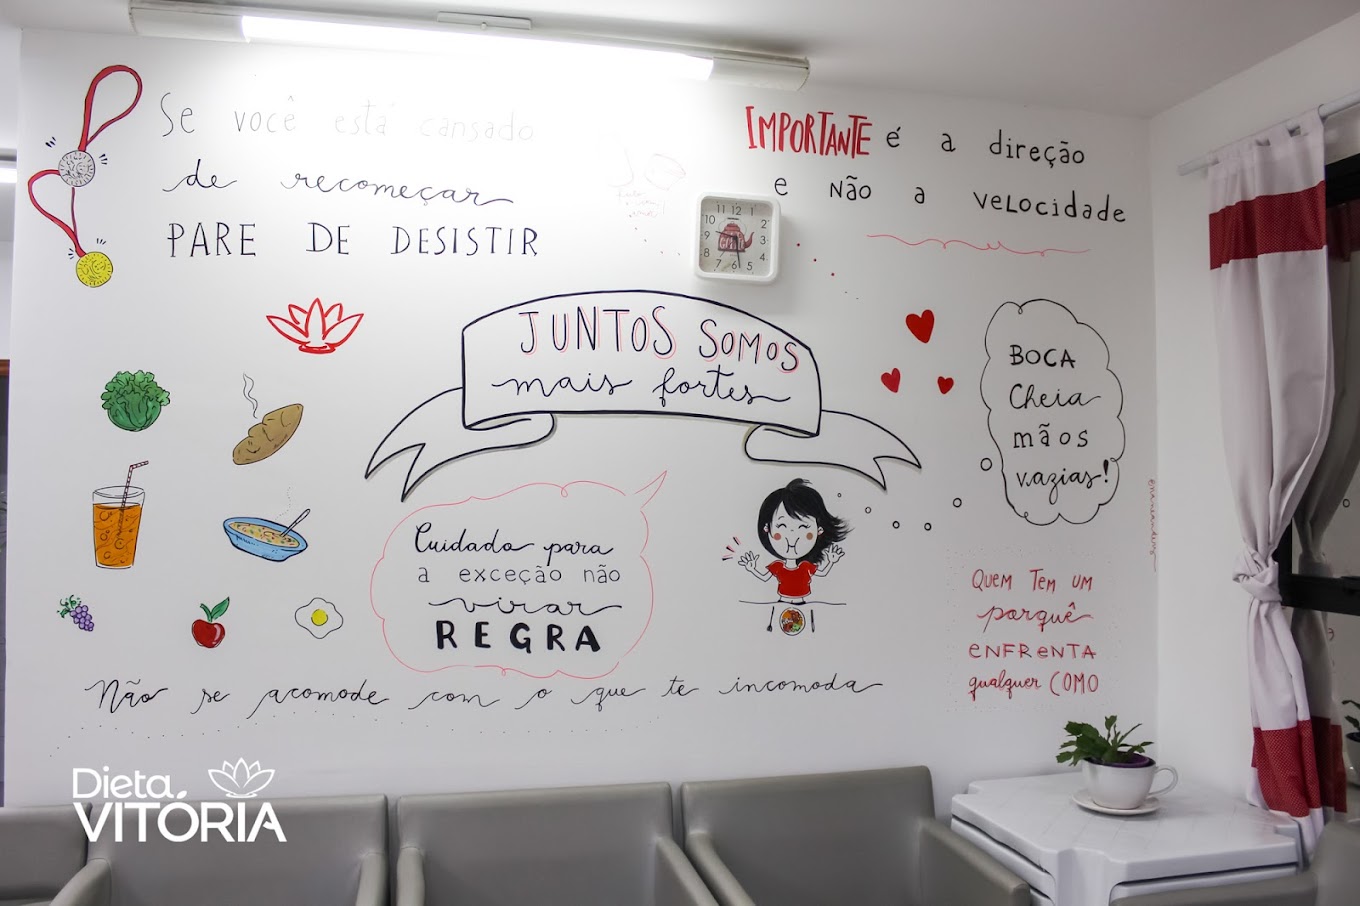 Se você está cansado
de recomeçar
PARE DE DESISTIR
IMPORTANTE é a direção
e não a velocidade
JUNTOS SOMOS
mais fortes
BOCA
cheia
mãos
vazias!
Cuidado para
a exceção não
virar
REGRA
QUEM TEM UM
porquê
ENFRENTA
qualquer COMO
Não se acomode com o que te incomoda
Dieta
VITÓRIA